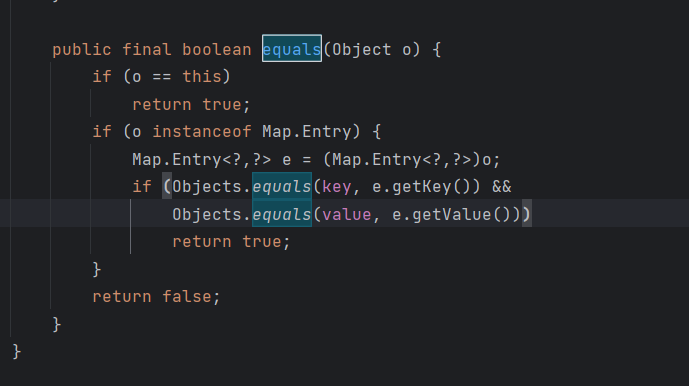 public final boolean equals(Object o) {
if (o == this)
return true;
if (o instanceof Map.Entry) {
Map.Entry<?,?> e = (Map.Entry<?,?>)o;
if (Objects.equals(key, e.getKey()) &&
Objects.equals(value, e.getValue()))
return true;
}
return false;
}
}